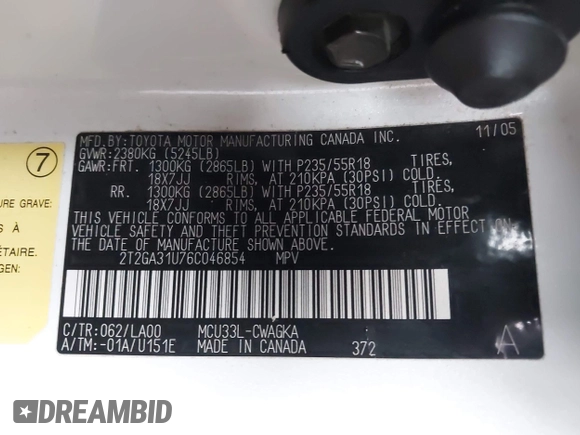 MFD.BY:TOYOTA MOTOR MANUFACTURING CANADA INC. 11/05
GVWR:2380KG (5245LB)
GAWR:FRT. 1300KG (2865LB) WITH P235/55R18 TIRES,
18X7JJ RIMS, AT 210KPA (30PSI) COLD.
RR. 1300KG (2865LB) WITH P235/55R18 TIRES,
18X7JJ RIMS, AT 210KPA (30PSI) COLD.
THIS VEHICLE CONFORMS TO ALL APPLICABLE FEDERAL MOTOR
VEHICLE SAFETY AND THEFT PREVENTION STANDARDS IN EFFECT ON
THE DATE OF MANUFACTURE SHOWN ABOVE.
2T2GA31U76C046854 MPV
C/TR:062/LA00 MCU33L-CWAGKA
A/TM:-01A/U151E MADE IN CANADA 372 A
7
URE GRAVE:
S
ÉTAIRE.
GEN:
DREAMBID